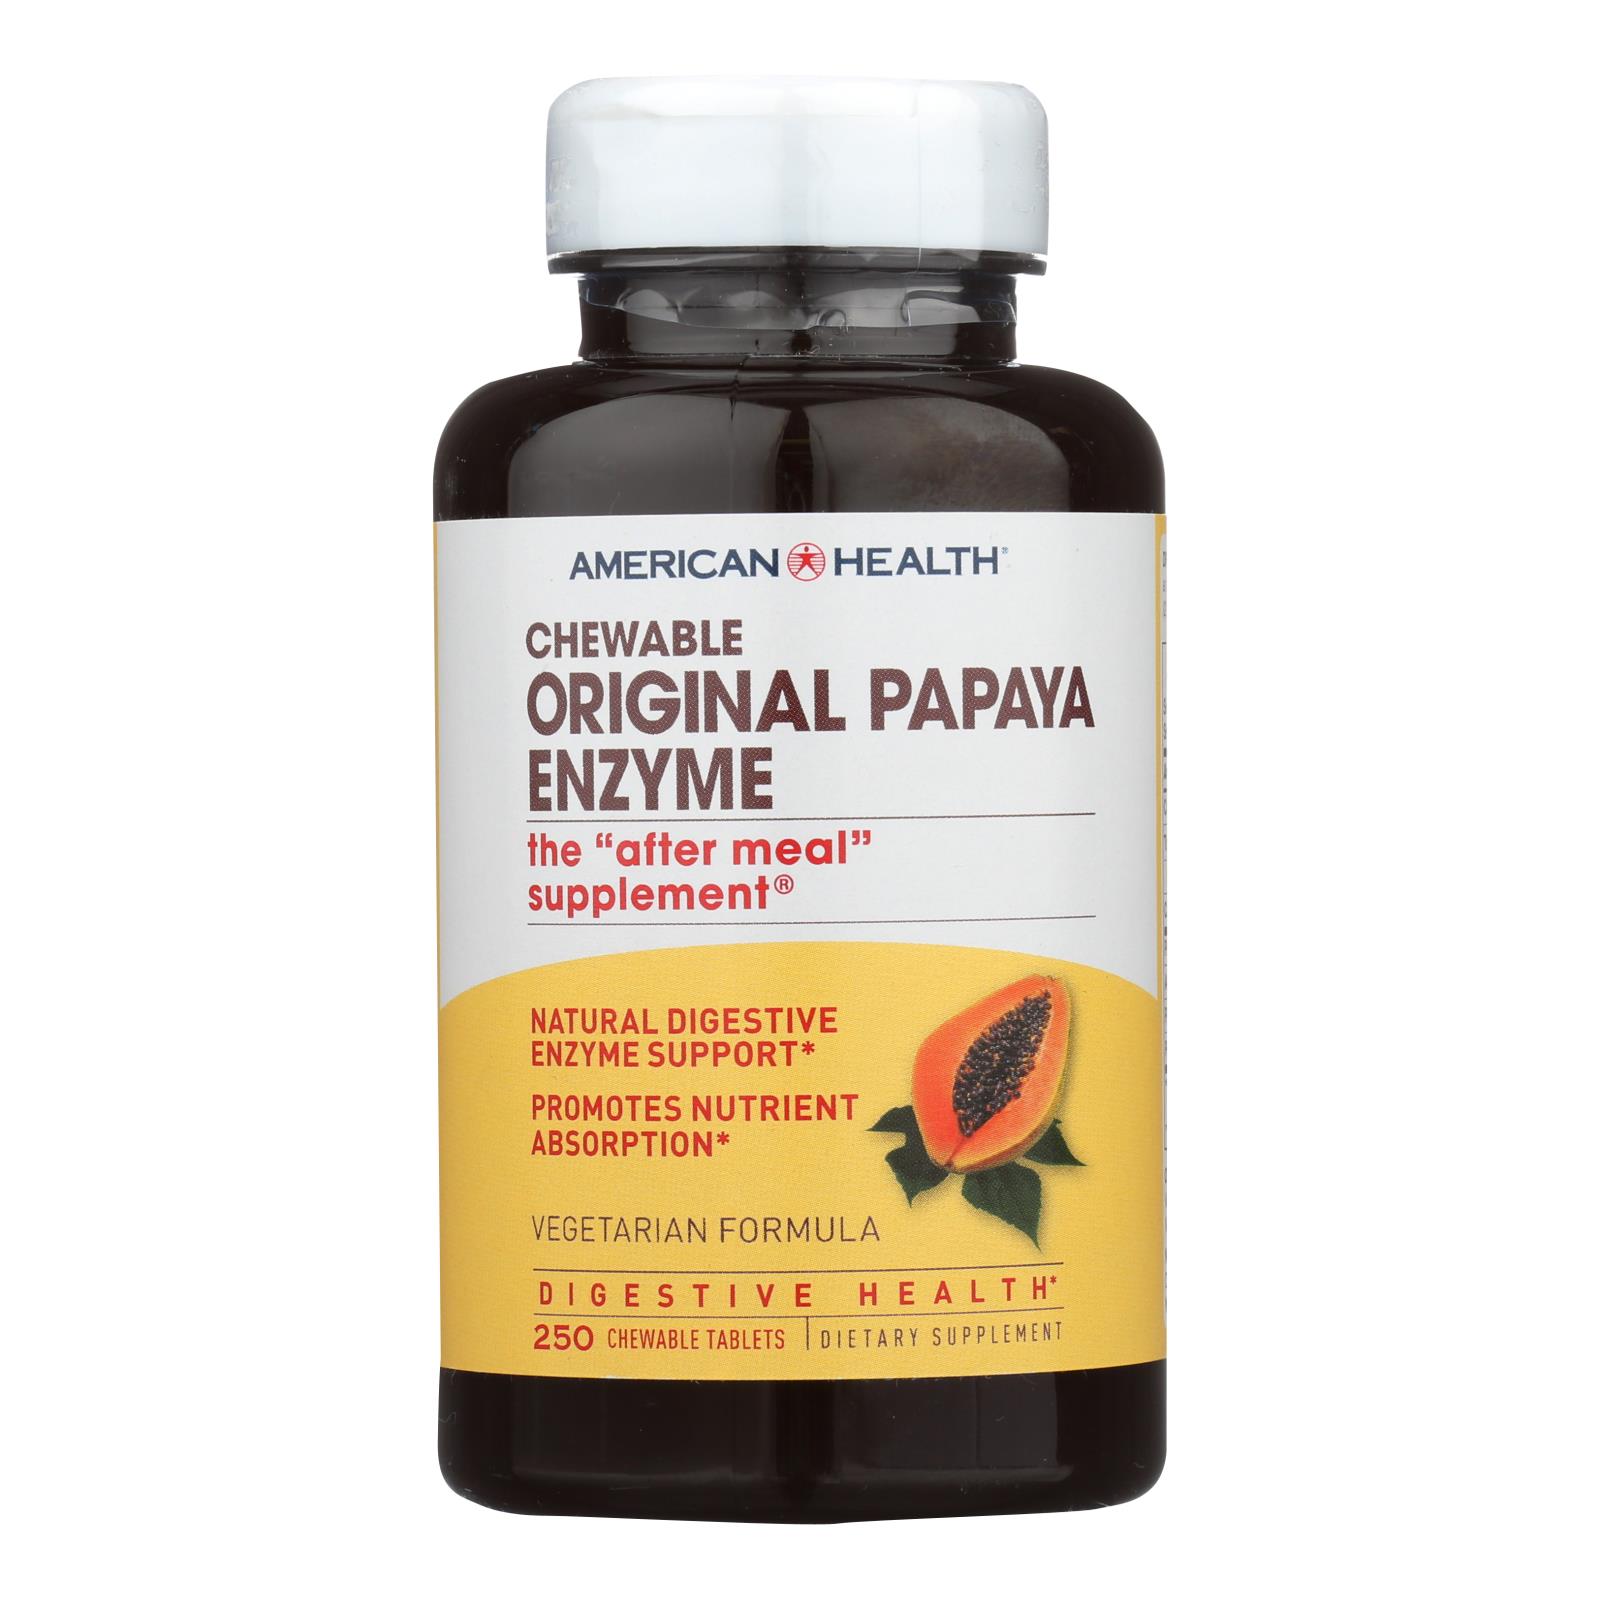 AMERICAN HEALTH®
CHEWABLE
ORIGINAL PAPAYA
ENZYME
the “after meal”
supplement®
NATURAL DIGESTIVE
ENZYME SUPPORT*
PROMOTES NUTRIENT
ABSORPTION*
VEGETARIAN FORMULA
DIGESTIVE HEALTH*
250 CHEWABLE TABLETS | DIETARY SUPPLEMENT